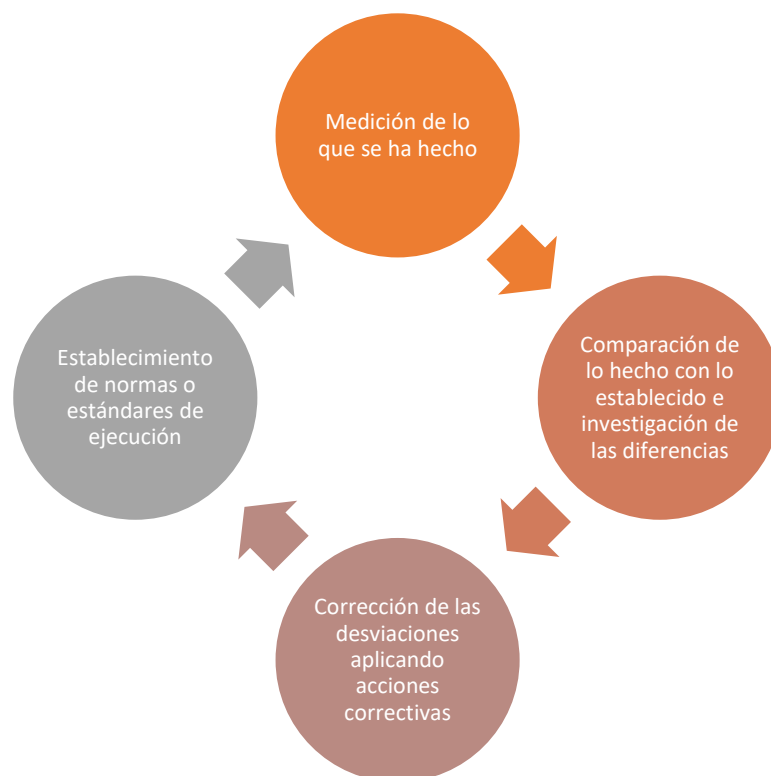 Medición de lo
que se ha hecho
Comparación de
lo hecho con lo
establecido e
investigación de
las diferencias
Corrección de las
desviaciones
aplicando
acciones
correctivas
Establecimiento
de normas o
estándares de
ejecución